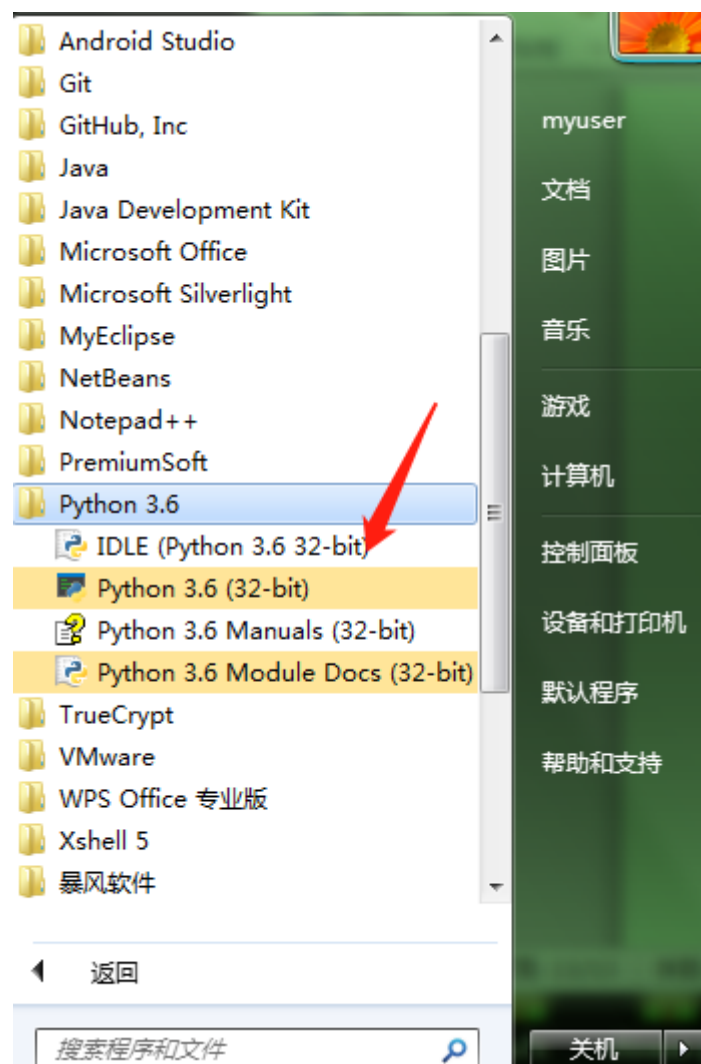 Android Studio
Git
GitHub, Inc
Java
Java Development Kit
Microsoft Office
Microsoft Silverlight
MyEclipse
NetBeans
Notepad++
PremiumSoft
Python 3.6
IDLE (Python 3.6 32-bit)
Python 3.6 (32-bit)
Python 3.6 Manuals (32-bit)
Python 3.6 Module Docs (32-bit)
TrueCrypt
VMware
WPS Office 专业版
Xshell 5
暴风软件
返回
搜索程序和文件
myuser
文档
图片
音乐
游戏
计算机
控制面板
设备和打印机
默认程序
帮助和支持
关机